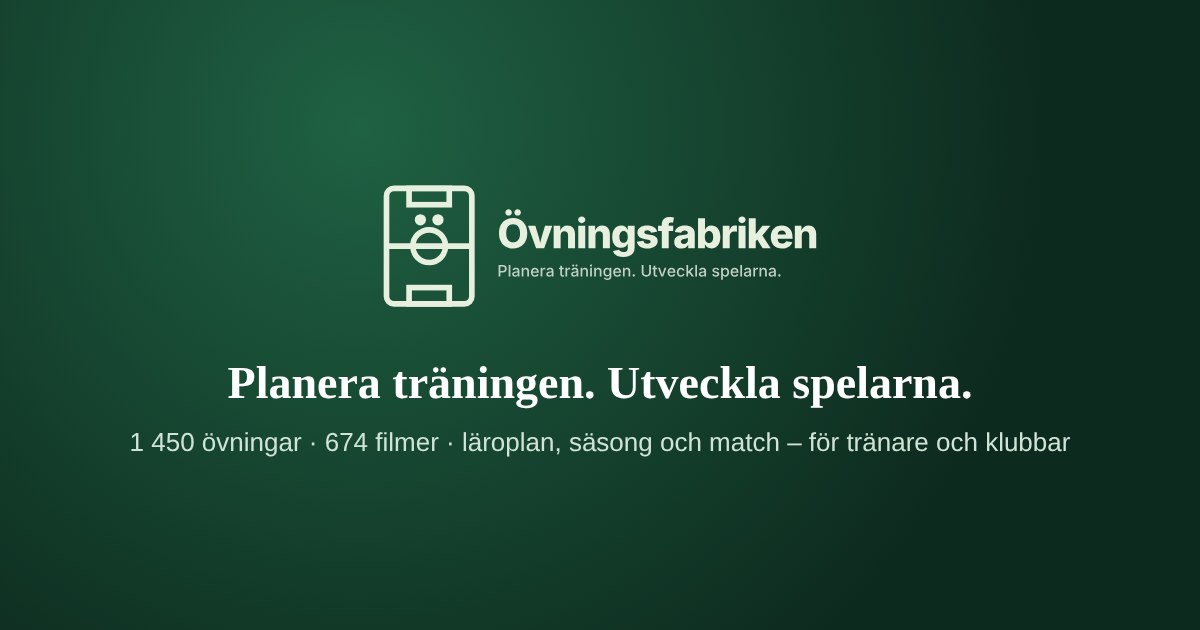 Övningsfabriken
Planera träningen. Utveckla spelarna.
Planera träningen. Utveckla spelarna.
1 450 övningar · 674 filmer · läroplan, säsong och match – för tränare och klubbar